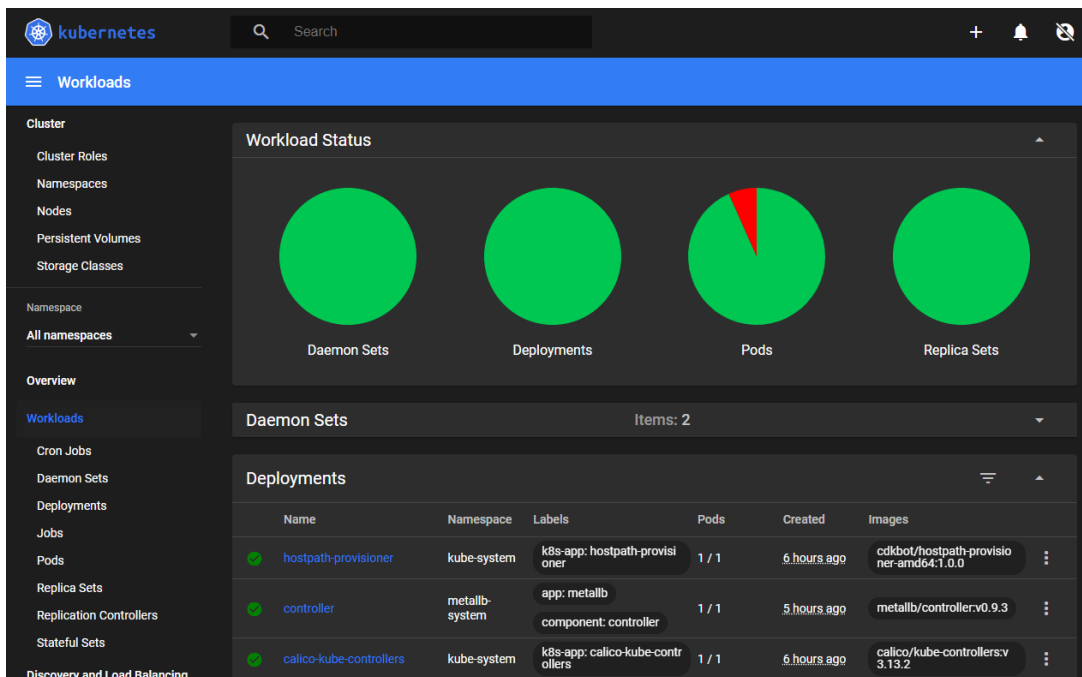 kubernetes
Search
Workloads
Cluster
Cluster Roles
Namespaces
Nodes
Persistent Volumes
Storage Classes
Namespace
All namespaces
Overview
Workloads
Cron Jobs
Daemon Sets
Deployments
Jobs
Pods
Replica Sets
Replication Controllers
Stateful Sets
Discovery and Load Balancing
Workload Status
Daemon Sets
Deployments
Pods
Replica Sets
Daemon Sets Items: 2
Deployments
Name Namespace Labels Pods Created Images
hostpath-provisioner kube-system k8s-app: hostpath-provisi
oner 1 / 1 6 hours ago cdkbot/hostpath-provisio
ner-amd64:1.0.0
controller metallb-
system app: metallb
component: controller 1 / 1 5 hours ago metallb/controller:v0.9.3
calico-kube-controllers kube-system k8s-app: calico-kube-contr
ollers 1 / 1 6 hours ago calico/kube-controllers:v
3.13.2